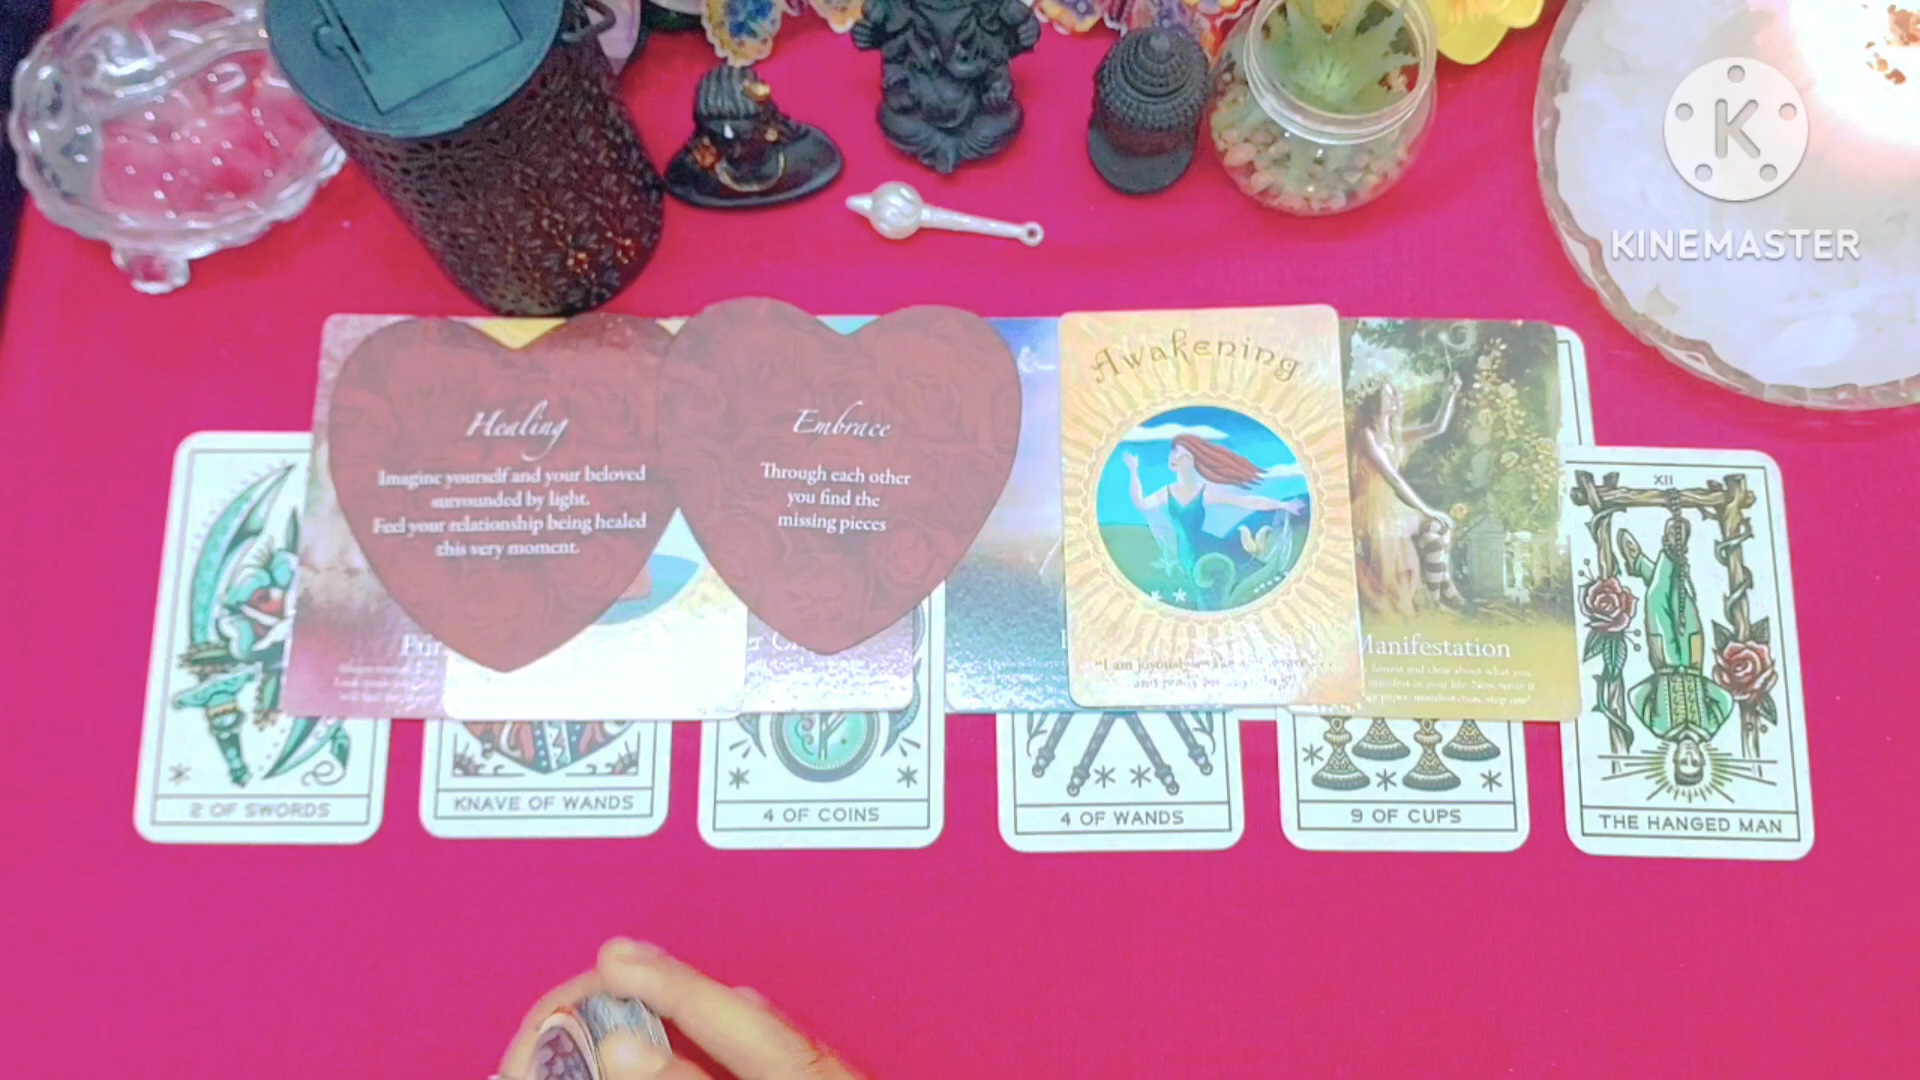 K
KINEMASTER
Healing
Imagine yourself and your beloved
surrounded by light.
Feel your relationship being healed
this very moment.
Embrace
Through each other
you find the
missing pieces
Awakening
"I am joyously
Manifestation
XII
2 OF SWORDS
KNAVE OF WANDS
4 OF COINS
4 OF WANDS
9 OF CUPS
THE HANGED MAN